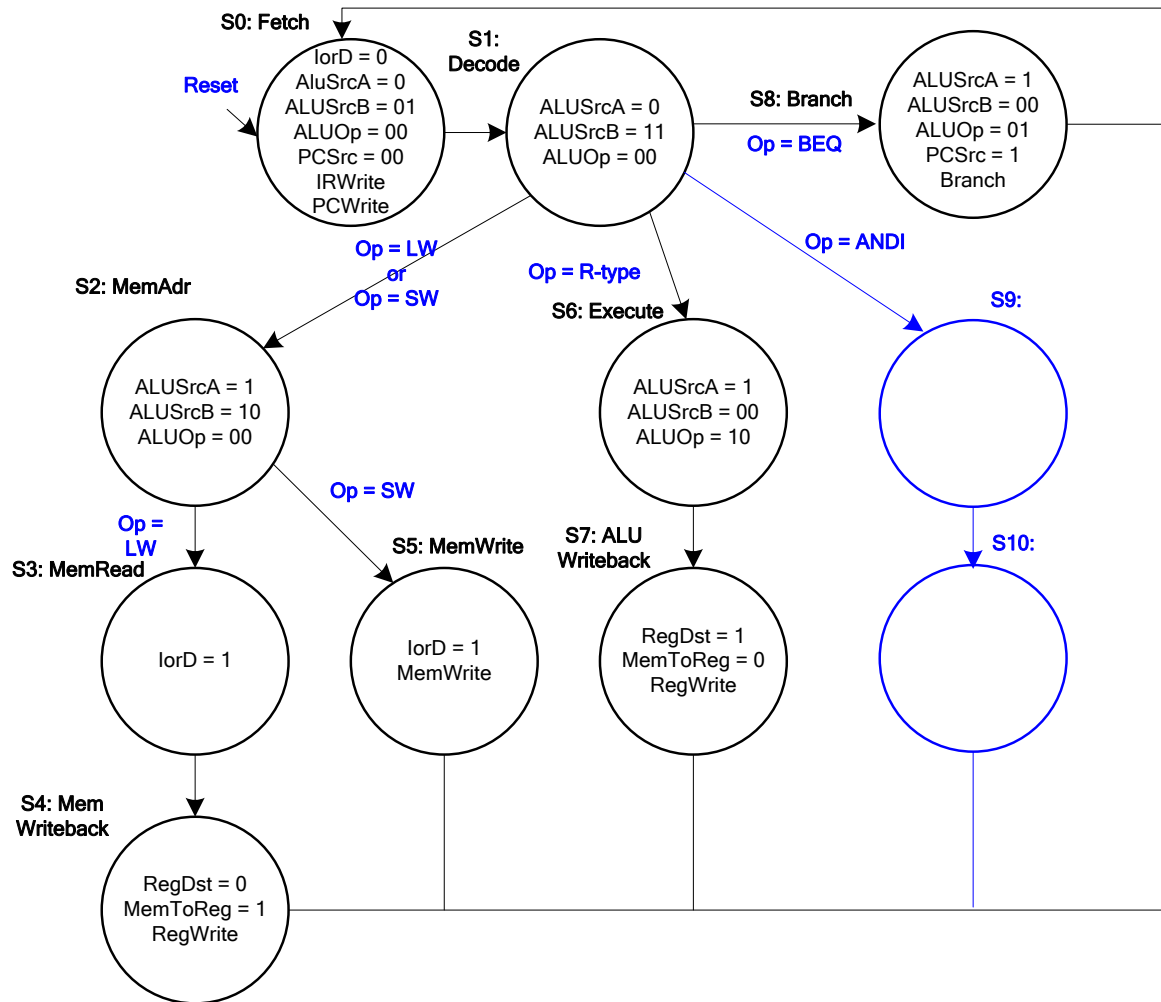 S0: Fetch
Reset
IorD = 0
AluSrcA = 0
ALUSrcB = 01
ALUOp = 00
PCSrc = 00
IRWrite
PCWrite
S1:
Decode
ALUSrcA = 0
ALUSrcB = 11
ALUOp = 00
S8: Branch
Op = BEQ
ALUSrcA = 1
ALUSrcB = 00
ALUOp = 01
PCSrc = 1
Branch
Op = LW
or
Op = SW
Op = R-type
Op = ANDI
S2: MemAdr
ALUSrcA = 1
ALUSrcB = 10
ALUOp = 00
S6: Execute
ALUSrcA = 1
ALUSrcB = 00
ALUOp = 10
S9:
Op =
LW
Op = SW
S3: MemRead
IorD = 1
S5: MemWrite
IorD = 1
MemWrite
S7: ALU
Writeback
RegDst = 1
MemToReg = 0
RegWrite
S10:
S4: Mem
Writeback
RegDst = 0
MemToReg = 1
RegWrite